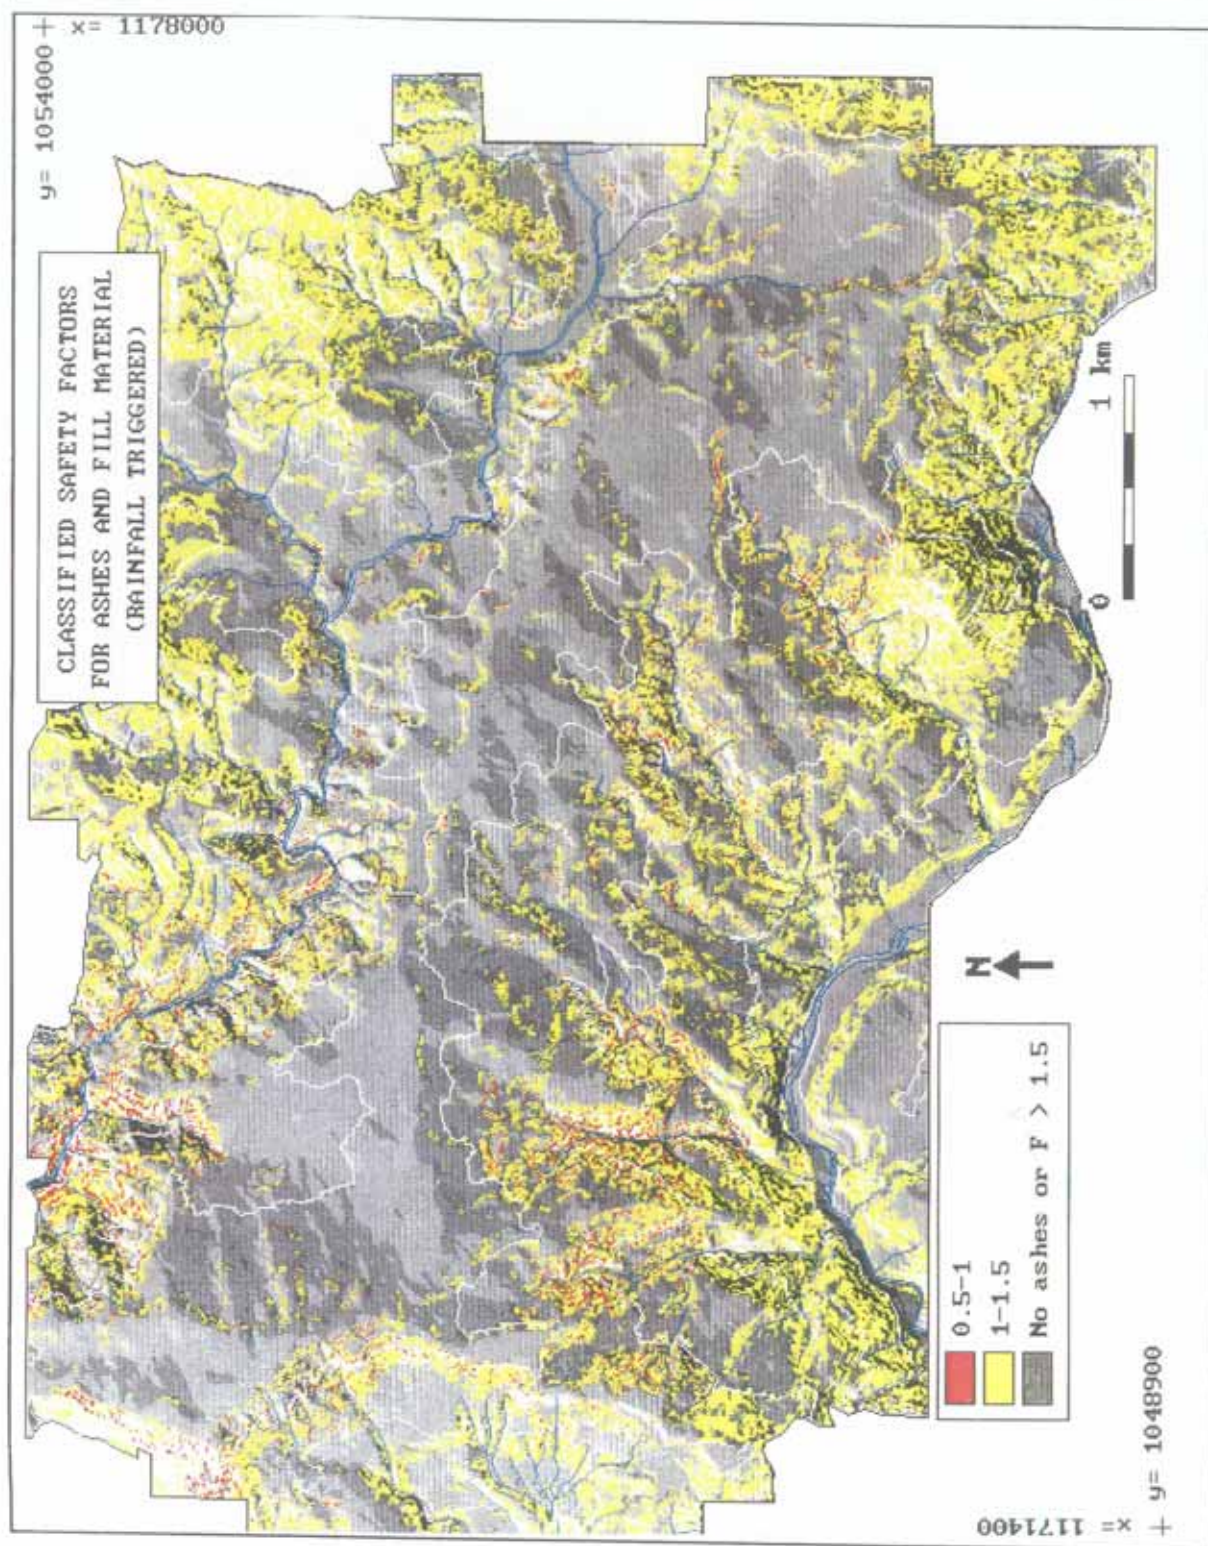 y= 1054000
x= 1178000
CLASSIFIED SAFETY FACTORS
FOR ASHES AND FILL MATERIAL
(RAINFALL TRIGGERED)
0 1 km
N
0.5-1
1-1.5
No ashes or F > 1.5
x= 1171400
y= 1048900